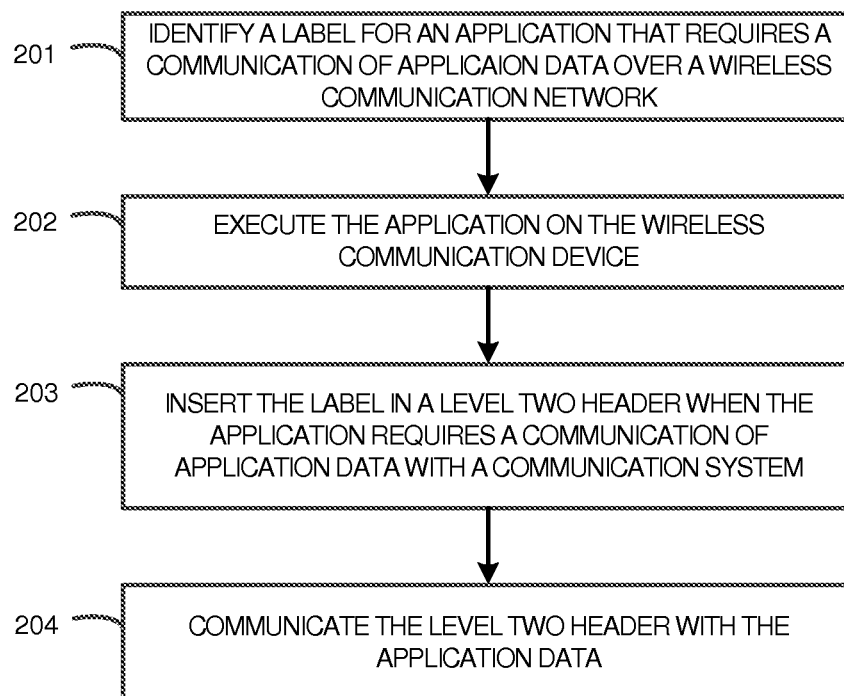 201
IDENTIFY A LABEL FOR AN APPLICATION THAT REQUIRES A
COMMUNICATION OF APPLICAION DATA OVER A WIRELESS
COMMUNICATION NETWORK
202
EXECUTE THE APPLICATION ON THE WIRELESS
COMMUNICATION DEVICE
203
INSERT THE LABEL IN A LEVEL TWO HEADER WHEN THE
APPLICATION REQUIRES A COMMUNICATION OF
APPLICATION DATA WITH A COMMUNICATION SYSTEM
204
COMMUNICATE THE LEVEL TWO HEADER WITH THE
APPLICATION DATA